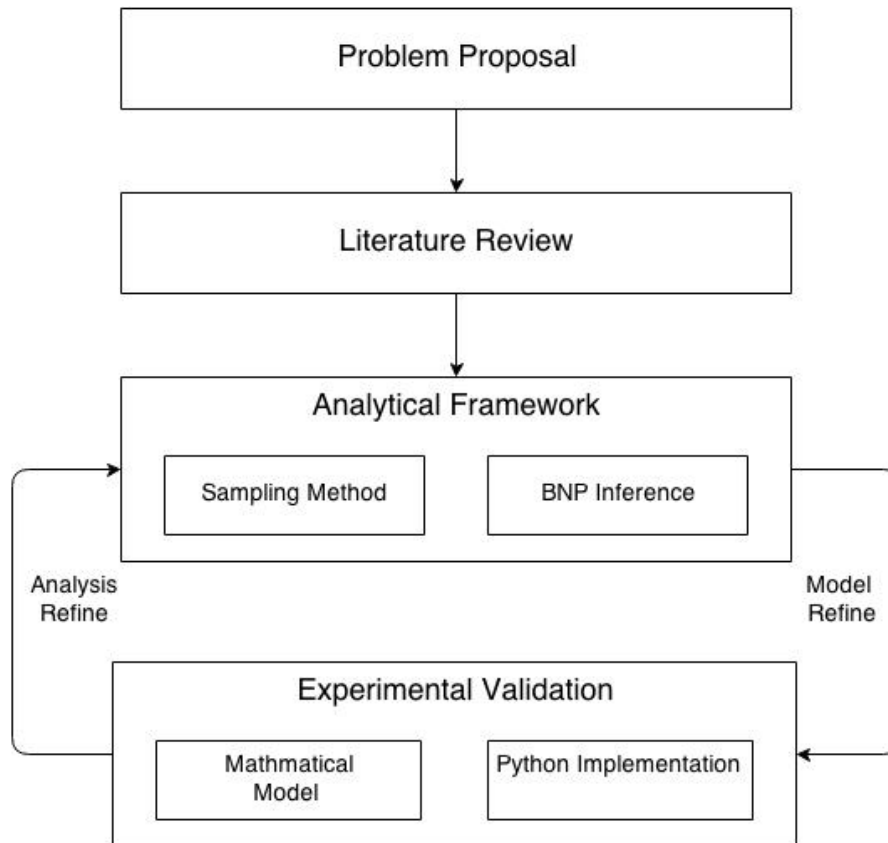 Problem Proposal
Literature Review
Analytical Framework
Sampling Method
BNP Inference
Analysis
Refine
Model
Refine
Experimental Validation
Mathmatical
Model
Python Implementation